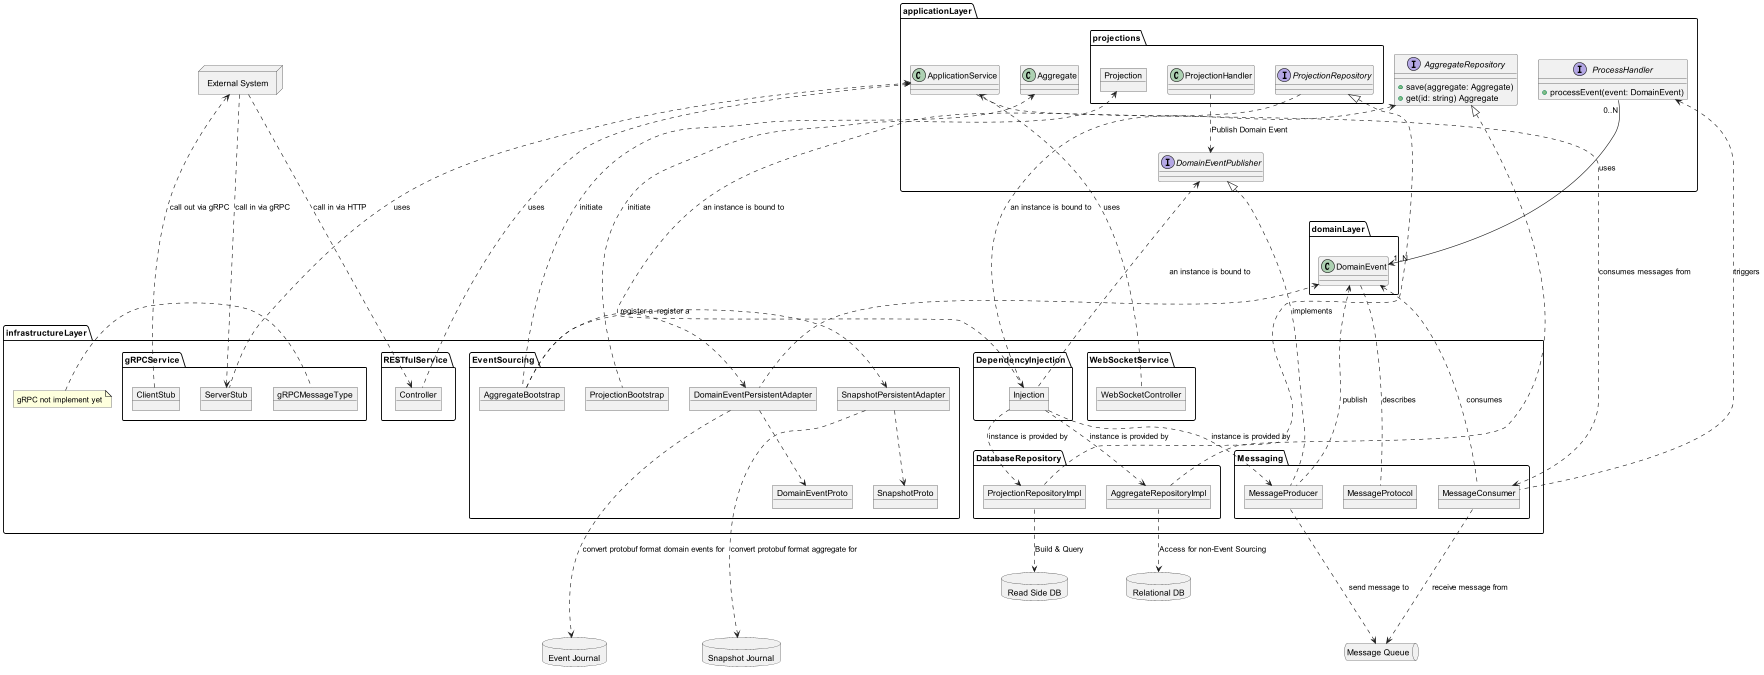 applicationLayer
projections
External System
C ApplicationService
C Aggregate
Projection
C ProjectionHandler
I ProjectionRepository
I AggregateRepository
save(aggregate: Aggregate)
get(id: string) Aggregate
I ProcessHandler
processEvent(event: DomainEvent)
0..N
Publish Domain Event
I DomainEventPublisher
uses
call out via gRPC
call in via gRPC
call in via HTTP
uses
uses
initiate
initiate
an instance is bound to
an instance is bound to
uses
domainLayer
C DomainEvent
1..N
an instance is bound to
consumes messages from
triggers
register a
register a
implements
infrastructureLayer
gRPCService
RESTfulService
EventSourcing
DependencyInjection
WebSocketService
gRPC not implement yet
ClientStub
ServerStub
gRPCMessageType
Controller
AggregateBootstrap
ProjectionBootstrap
DomainEventPersistentAdapter
SnapshotPersistentAdapter
Injection
WebSocketController
publish
describes
consumes
instance is provided by
instance is provided by
instance is provided by
DatabaseRepository
Messaging
DomainEventProto
SnapshotProto
ProjectionRepositoryImpl
AggregateRepositoryImpl
MessageProducer
MessageProtocol
MessageConsumer
convert protobuf format domain events for
convert protobuf format aggregate for
Build & Query
Access for non-Event Sourcing
Read Side DB
Relational DB
send message to
receive message from
Event Journal
Snapshot Journal
Message Queue